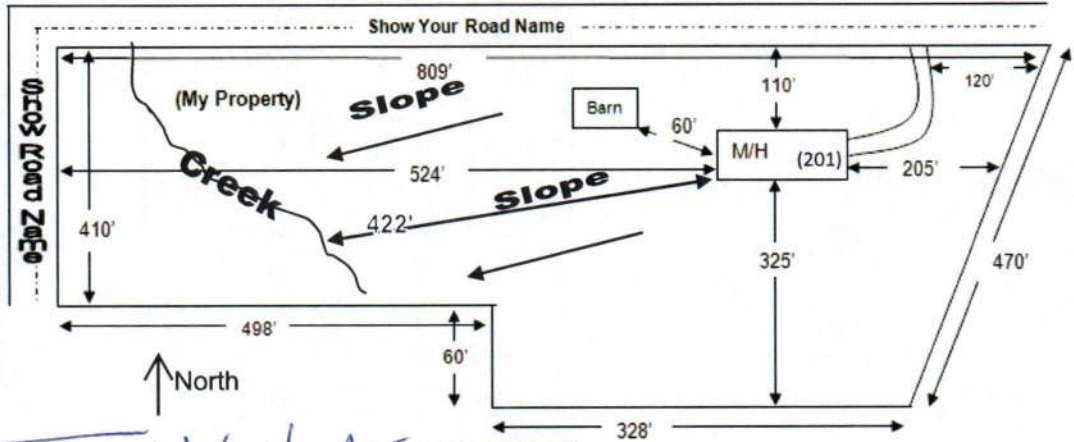 Show Your Road Name
Show Road Name
809'
110'
120'
(My Property)
Slope
Barn
60'
M/H (201)
524'
205'
Creek
Slope
410'
422'
325'
470'
498'
60'
North
328'